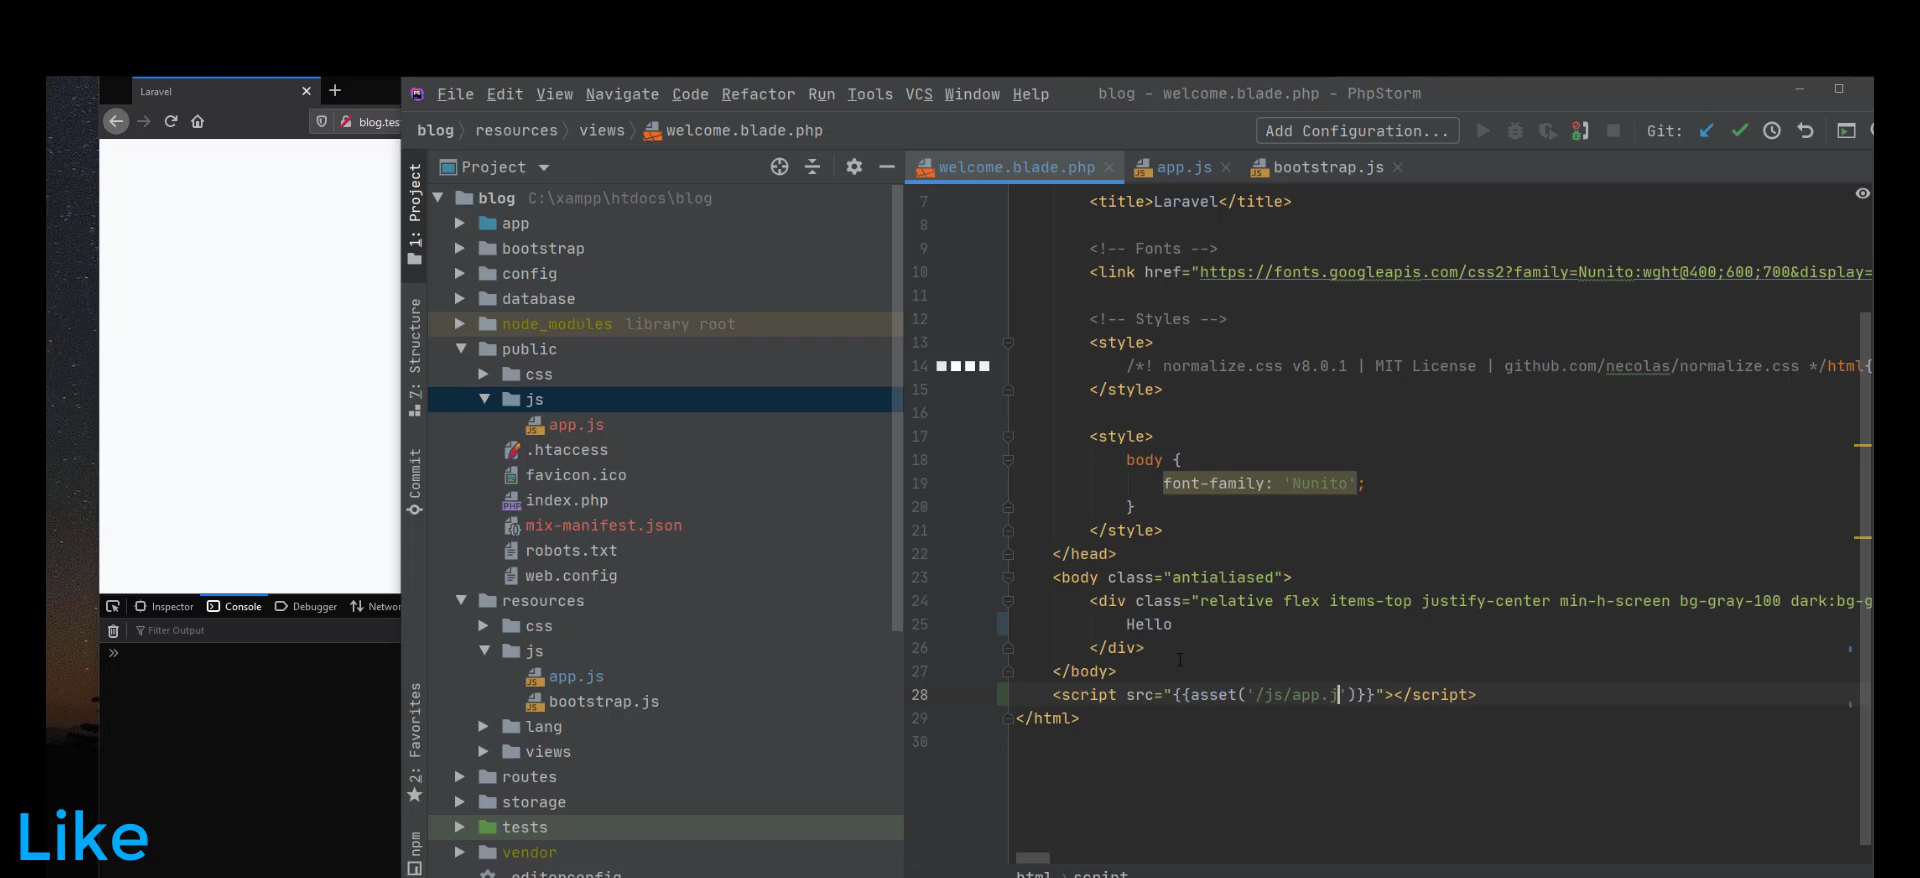 Laravel
blog.tes
File Edit View Navigate Code Refactor Run Tools VCS Window Help
blog - welcome.blade.php - PhpStorm
blog resources views welcome.blade.php
Add Configuration...
Git:
1: Project
7: Structure
Commit
2: Favorites
npm
Project
welcome.blade.php
app.js
bootstrap.js
blog C:\xampp\htdocs\blog
app
bootstrap
config
database
node_modules library root
public
css
js
app.js
.htaccess
favicon.ico
index.php
mix-manifest.json
robots.txt
web.config
resources
css
js
app.js
bootstrap.js
lang
views
routes
storage
tests
vendor
.editorconfig
7 <title>Laravel</title>
8
9 <!-- Fonts -->
10 <link href="https://fonts.googleapis.com/css2?family=Nunito:wght@400;600;700&display=
11
12 <!-- Styles -->
13 <style>
14 /*! normalize.css v8.0.1 | MIT License | github.com/necolas/normalize.css */html{
15 </style>
16
17 <style>
18 body {
19 font-family: 'Nunito';
20 }
21 </style>
22 </head>
23 <body class="antialiased">
24 <div class="relative flex items-top justify-center min-h-screen bg-gray-100 dark:bg-g
25 Hello
26 </div>
27 </body>
28 <script src="{{asset('/js/app.j')}}"></script>
29 </html>
30
html script
Inspector Console Debugger Networ
Filter Output
Like